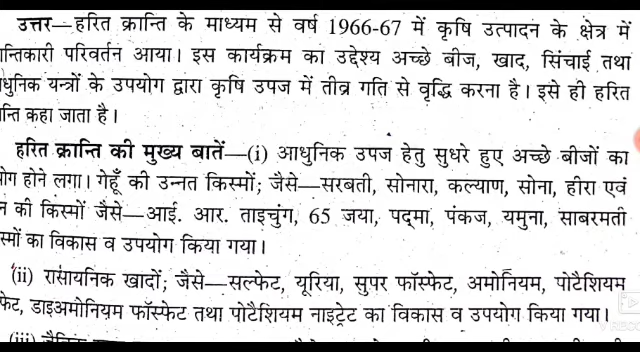 उत्तर—हरित क्रान्ति के माध्यम से वर्ष 1966-67 में कृषि उत्पादन के क्षेत्र में
न्तिकारी परिवर्तन आया। इस कार्यक्रम का उद्देश्य अच्छे बीज, खाद, सिंचाई तथा
धुनिक यन्त्रों के उपयोग द्वारा कृषि उपज में तीव्र गति से वृद्धि करना है। इसे ही हरित
न्ति कहा जाता है।
हरित क्रान्ति की मुख्य बातें—(i) आधुनिक उपज हेतु सुधरे हुए अच्छे बीजों का
योग होने लगा। गेहूँ की उन्नत किस्मों; जैसे—सरबती, सोनारा, कल्याण, सोना, हीरा एवं
न की किस्मों जैसे—आई. आर. ताइचुंग, 65 जया, पद्मा, पंकज, यमुना, साबरमती
स्मों का विकास व उपयोग किया गया।
(ii) रासायनिक खादों; जैसे—सल्फेट, यूरिया, सुपर फॉस्फेट, अमोनियम, पोटैशियम
फेट, डाइअमोनियम फॉस्फेट तथा पोटैशियम नाइट्रेट का विकास व उपयोग किया गया।
(iii)